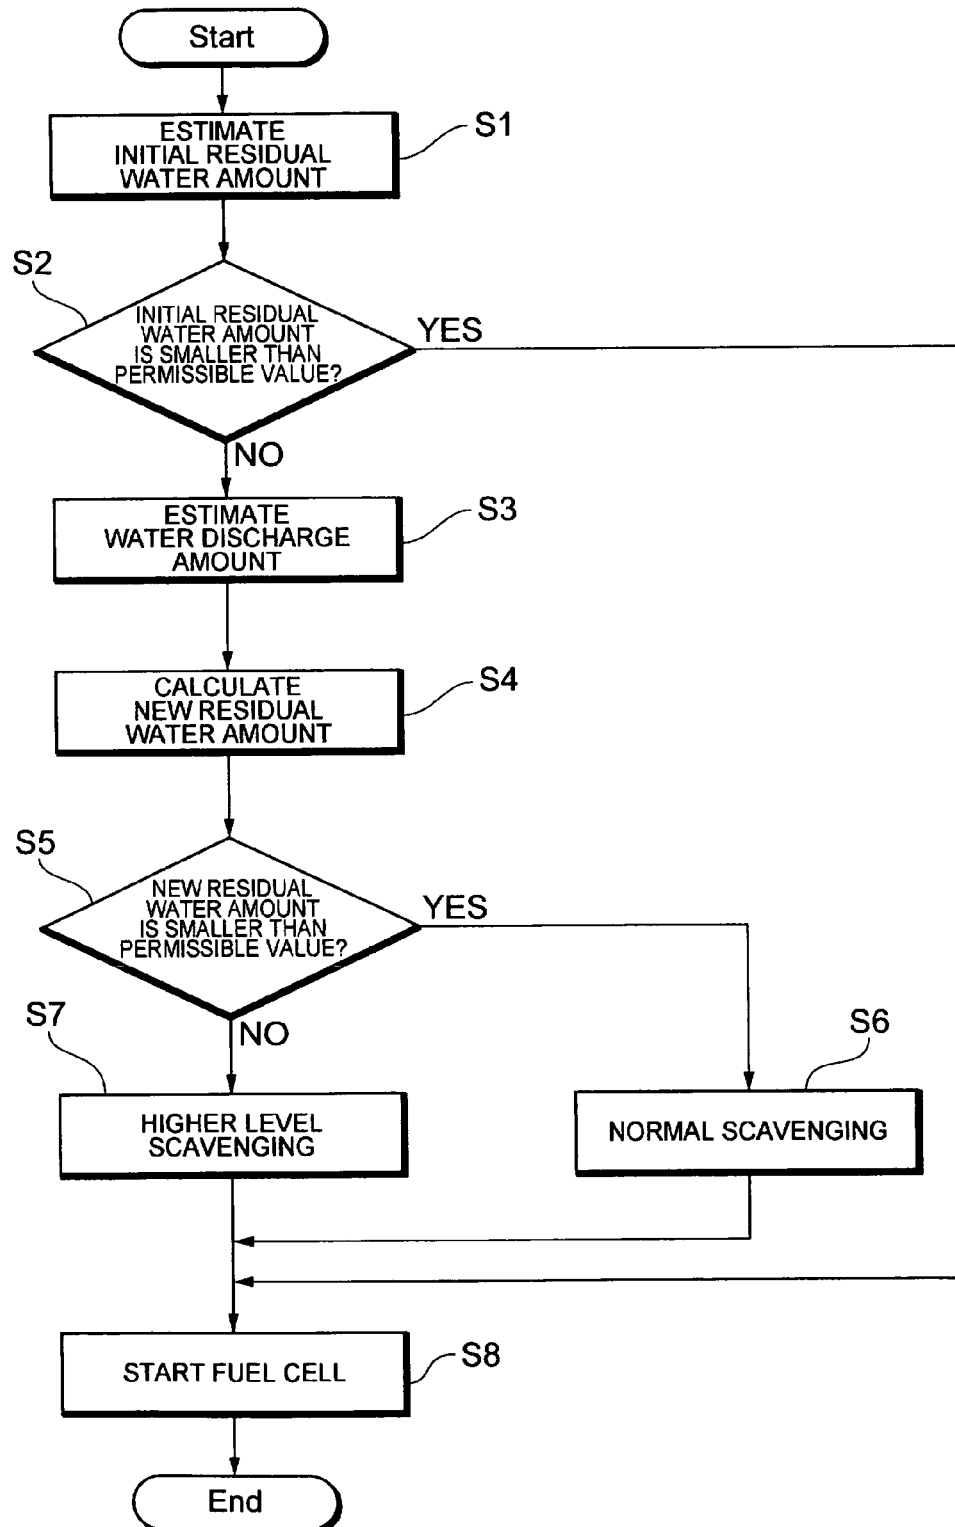 Start
ESTIMATE
INITIAL RESIDUAL
WATER AMOUNT
S1
S2
INITIAL RESIDUAL
WATER AMOUNT
IS SMALLER THAN
PERMISSIBLE VALUE?
YES
NO
ESTIMATE
WATER DISCHARGE
AMOUNT
S3
CALCULATE
NEW RESIDUAL
WATER AMOUNT
S4
S5
NEW RESIDUAL
WATER AMOUNT
IS SMALLER THAN
PERMISSIBLE VALUE?
YES
NO
S7
HIGHER LEVEL
SCAVENGING
S6
NORMAL SCAVENGING
START FUEL CELL
S8
End